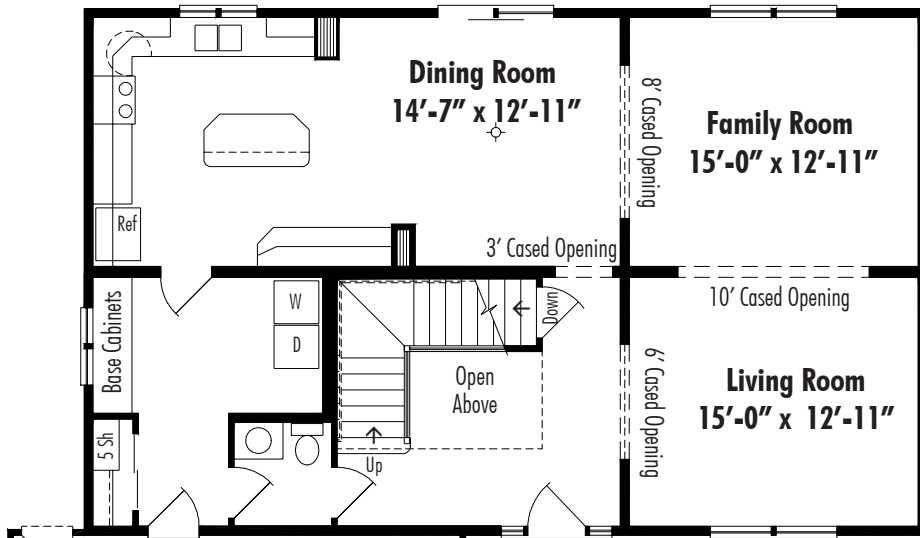 Dining Room
14’-7” x 12’-11”
8’ Cased Opening
Family Room
15’-0” x 12’-11”
Ref
3’ Cased Opening
10’ Cased Opening
Base Cabinets
W
D
Down
Open
Above
6’ Cased Opening
Living Room
15’-0” x 12’-11”
5 Sh
Up